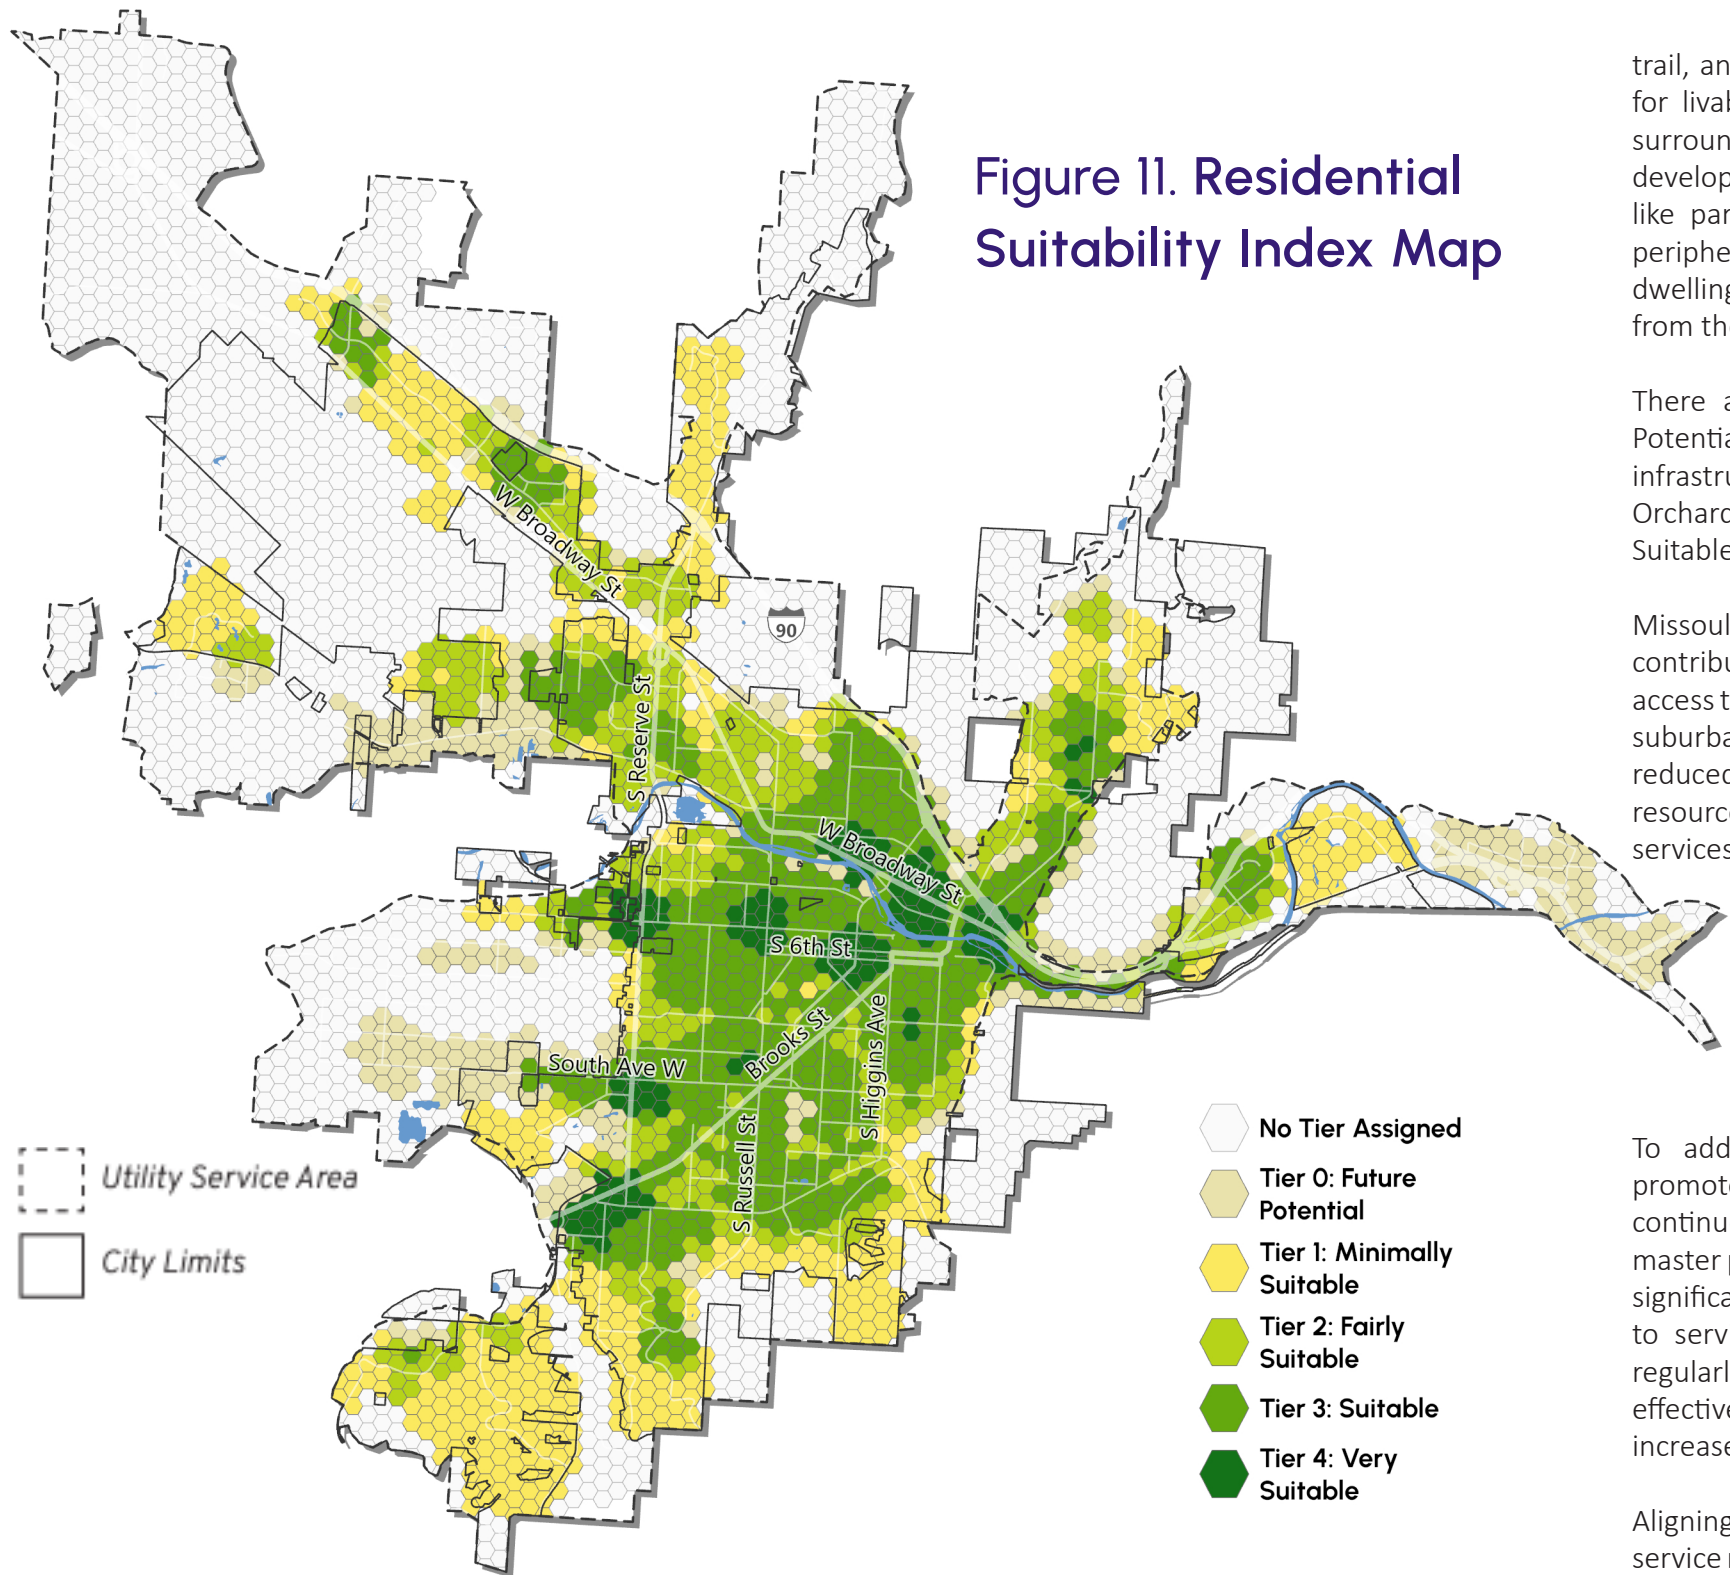 Figure 11. Residential
Suitability Index Map
90
W Broadway St
S Reserve St
W Broadway St
S 6th St
Brooks St
S Higgins Ave
South Ave W
S Russell St
Utility Service Area
City Limits
No Tier Assigned
Tier 0: Future
Potential
Tier 1: Minimally
Suitable
Tier 2: Fairly
Suitable
Tier 3: Suitable
Tier 4: Very
Suitable
trail, an
for livab
surroun
develop
like par
periphe
dwelling
from th
There a
Potentia
infrastru
Orchard
Suitable
Missoul
contribu
access t
suburba
reduced
resourc
services
To add
promote
continu
master p
significa
to serv
regularl
effective
increase
Aligning
service r